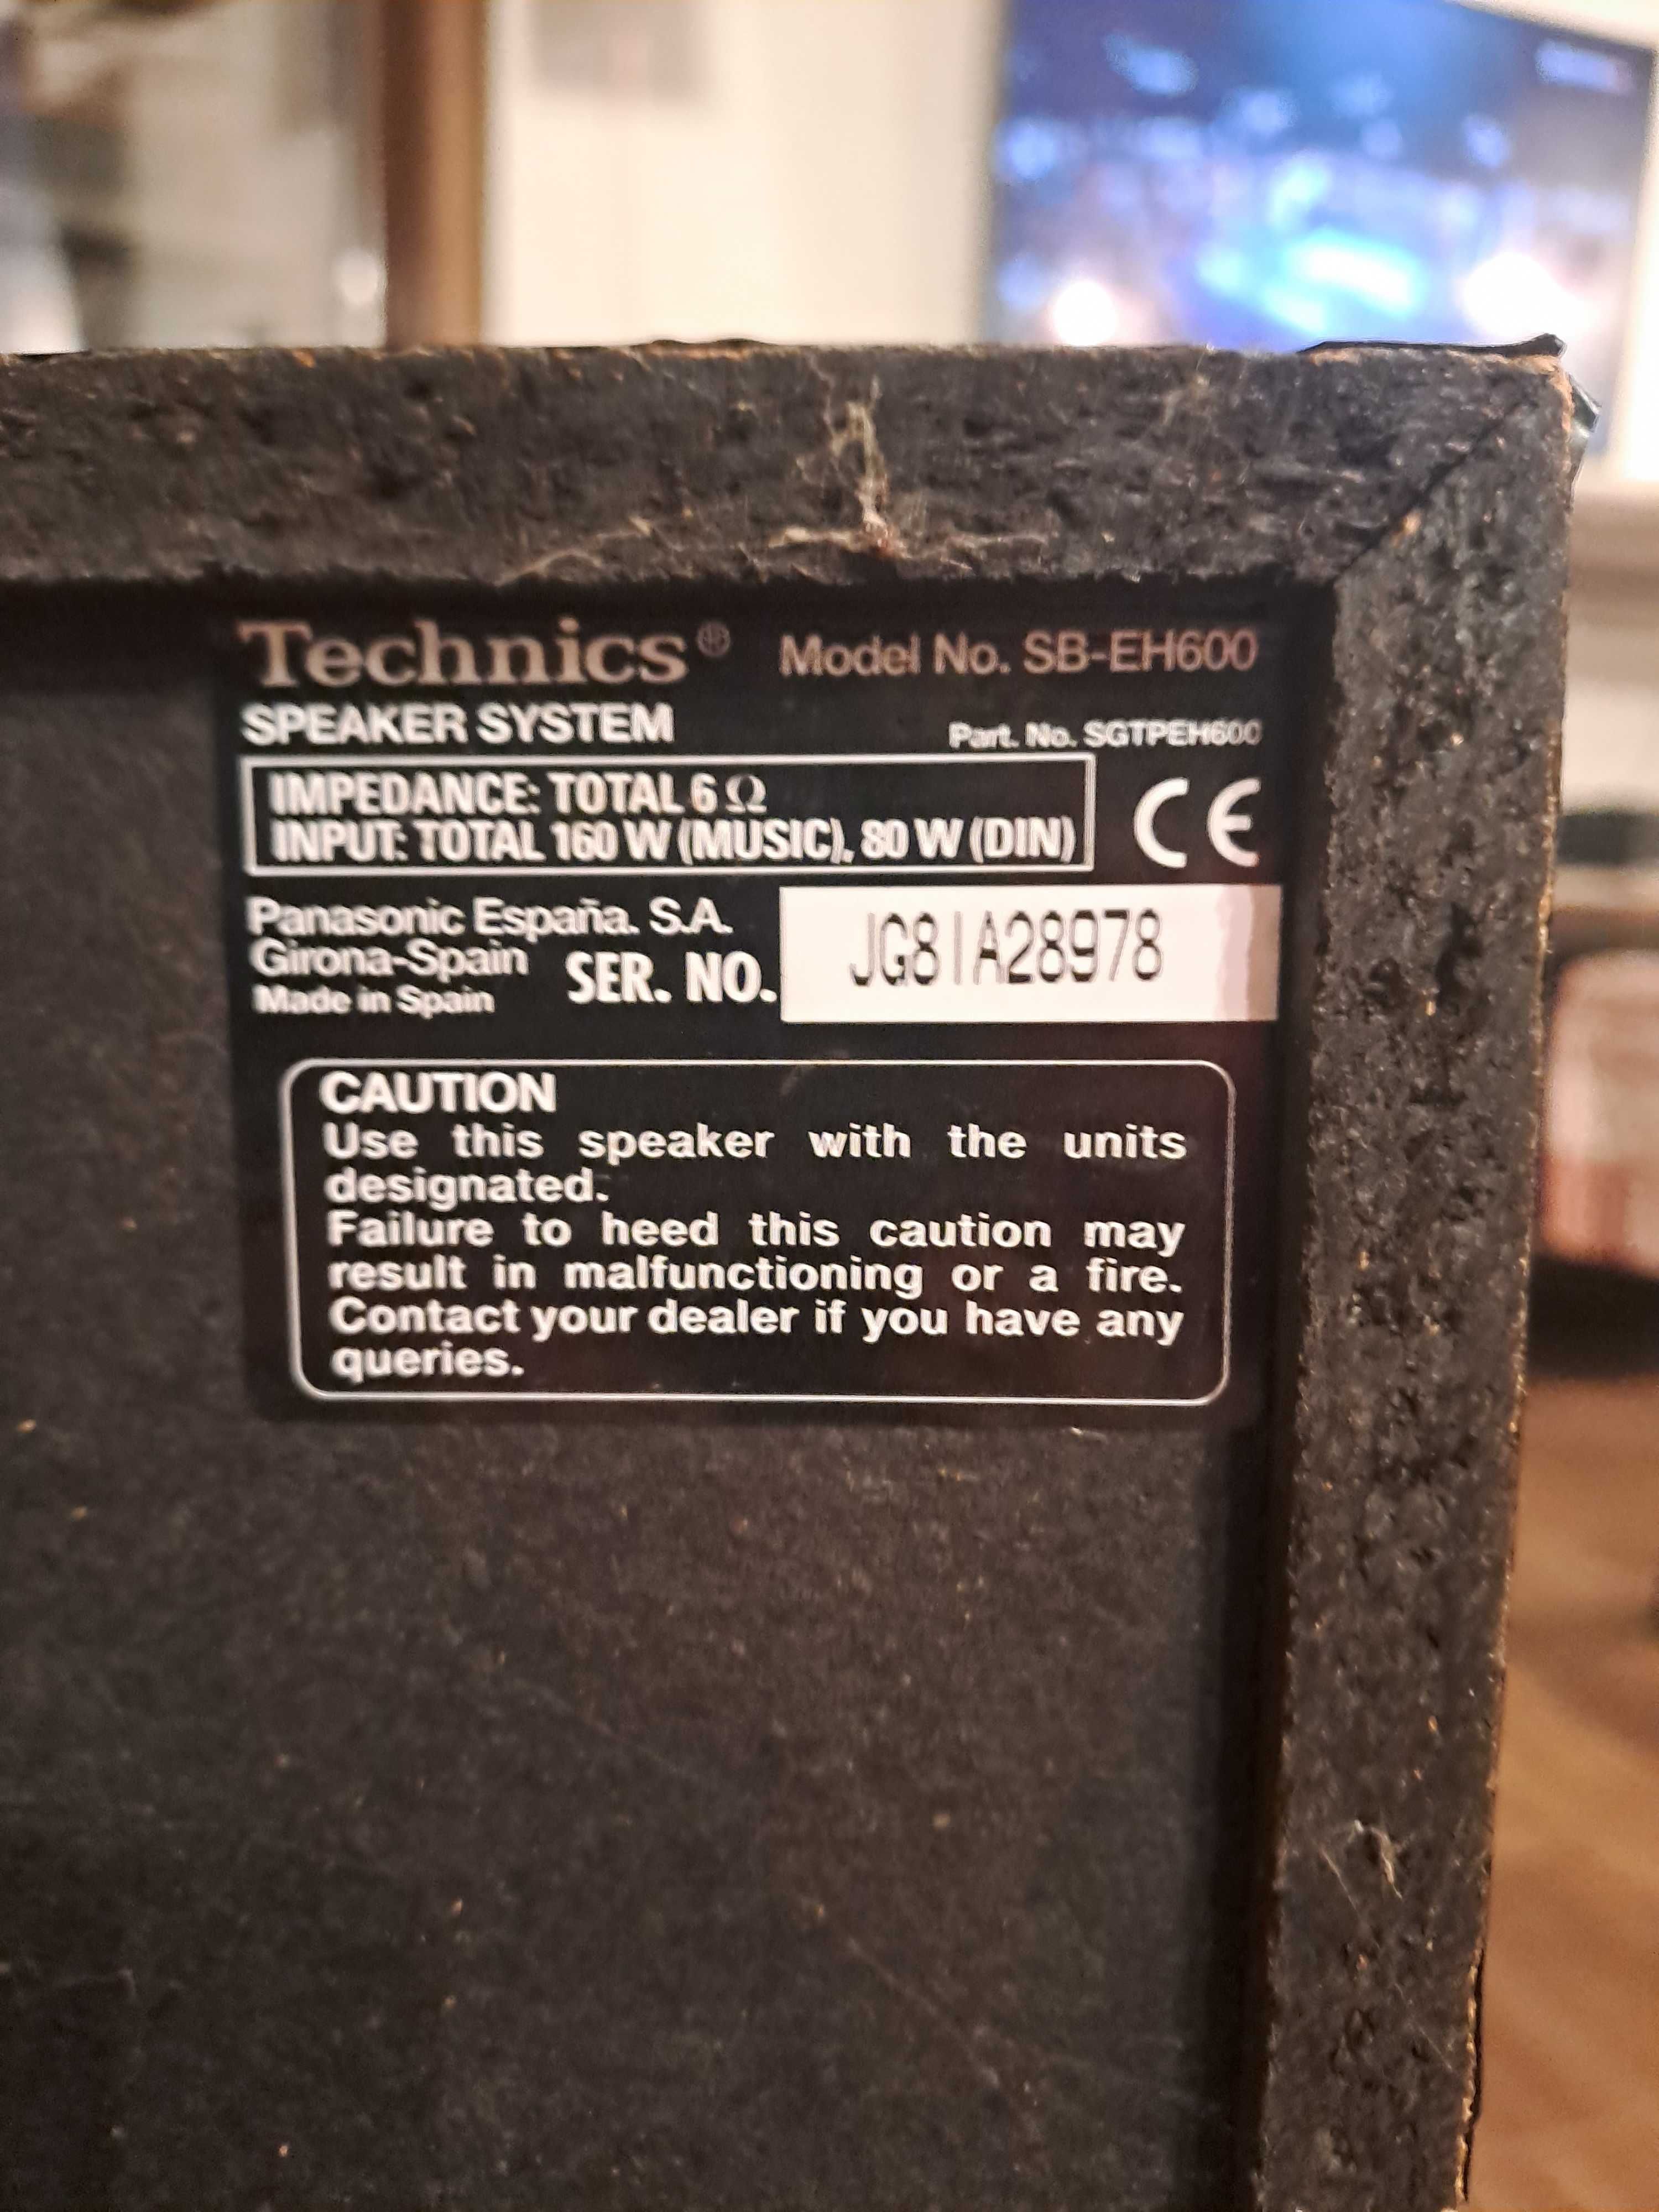 Technics® Model No. SB-EH600
SPEAKER SYSTEM Part. No. SGTPEH600
IMPEDANCE: TOTAL 6 Ω
INPUT: TOTAL 160 W (MUSIC), 80 W (DIN)
CE
Panasonic España. S.A.
Girona-Spain
Made in Spain
SER. NO. JG81A28978
CAUTION
Use this speaker with the units
designated.
Failure to heed this caution may
result in malfunctioning or a fire.
Contact your dealer if you have any
queries.